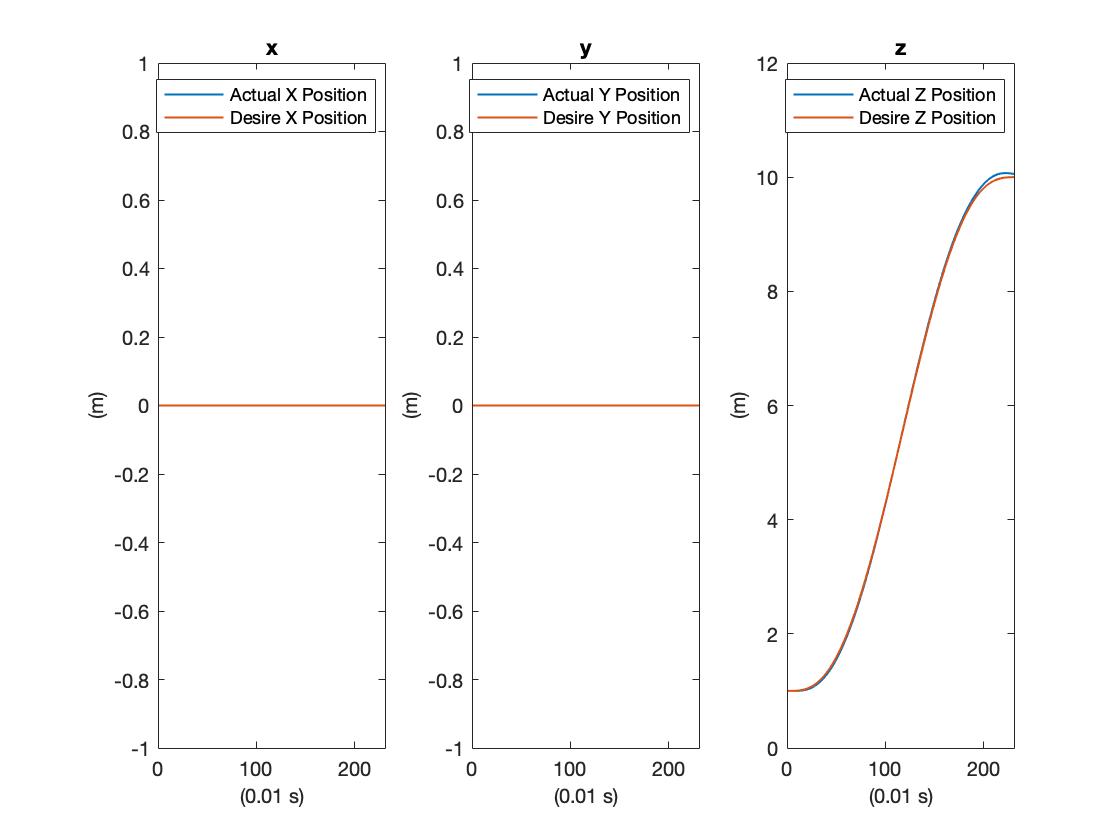 x
Actual X Position
Desire X Position
1
0.8
0.6
0.4
0.2
0
-0.2
-0.4
-0.6
-0.8
-1
(m)
0 100 200
(0.01 s)
y
Actual Y Position
Desire Y Position
1
0.8
0.6
0.4
0.2
0
-0.2
-0.4
-0.6
-0.8
-1
(m)
0 100 200
(0.01 s)
z
Actual Z Position
Desire Z Position
12
10
8
6
4
2
0
(m)
0 100 200
(0.01 s)